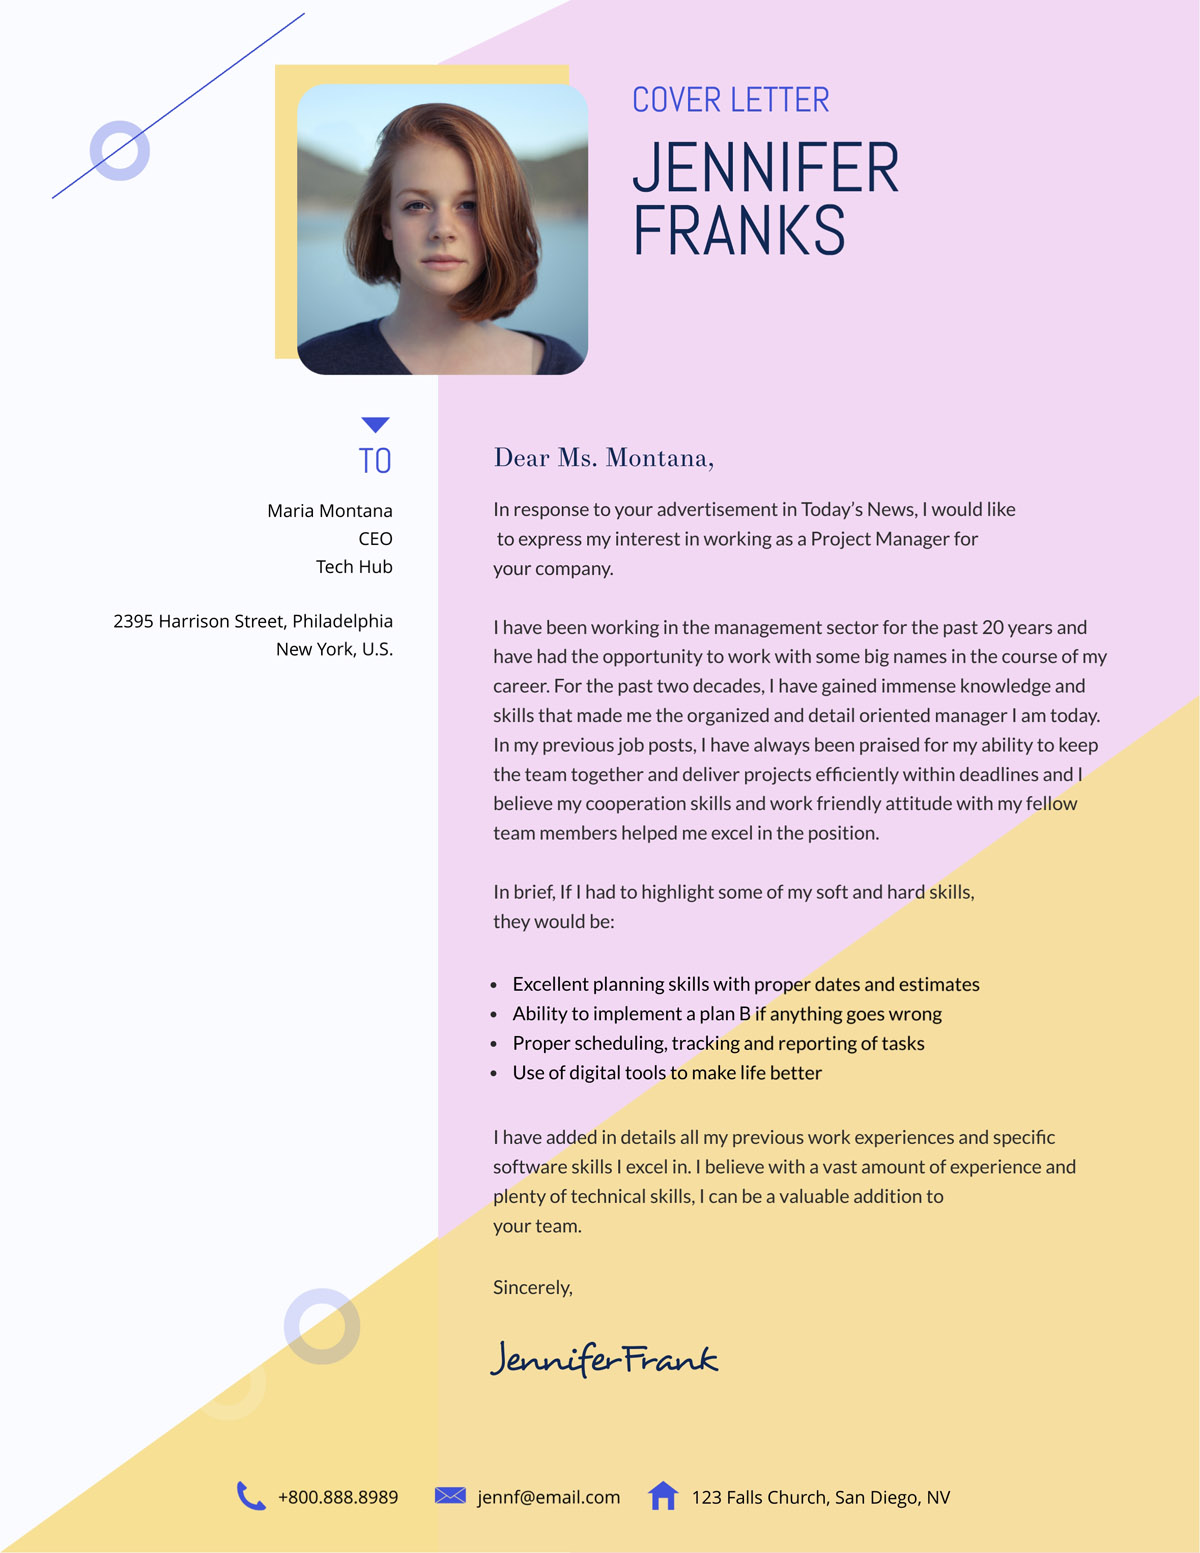 COVER LETTER
JENNIFER
FRANKS
TO
Maria Montana
CEO
Tech Hub
2395 Harrison Street, Philadelphia
New York, U.S.
Dear Ms. Montana,
In response to your advertisement in Today’s News, I would like
to express my interest in working as a Project Manager for
your company.
I have been working in the management sector for the past 20 years and
have had the opportunity to work with some big names in the course of my
career. For the past two decades, I have gained immense knowledge and
skills that made me the organized and detail oriented manager I am today.
In my previous job posts, I have always been praised for my ability to keep
the team together and deliver projects efficiently within deadlines and I
believe my cooperation skills and work friendly attitude with my fellow
team members helped me excel in the position.
In brief, If I had to highlight some of my soft and hard skills,
they would be:
• Excellent planning skills with proper dates and estimates
• Ability to implement a plan B if anything goes wrong
• Proper scheduling, tracking and reporting of tasks
• Use of digital tools to make life better
I have added in details all my previous work experiences and specific
software skills I excel in. I believe with a vast amount of experience and
plenty of technical skills, I can be a valuable addition to
your team.
Sincerely,
JenniferFrank
+800.888.8989
jennf@email.com
123 Falls Church, San Diego, NV